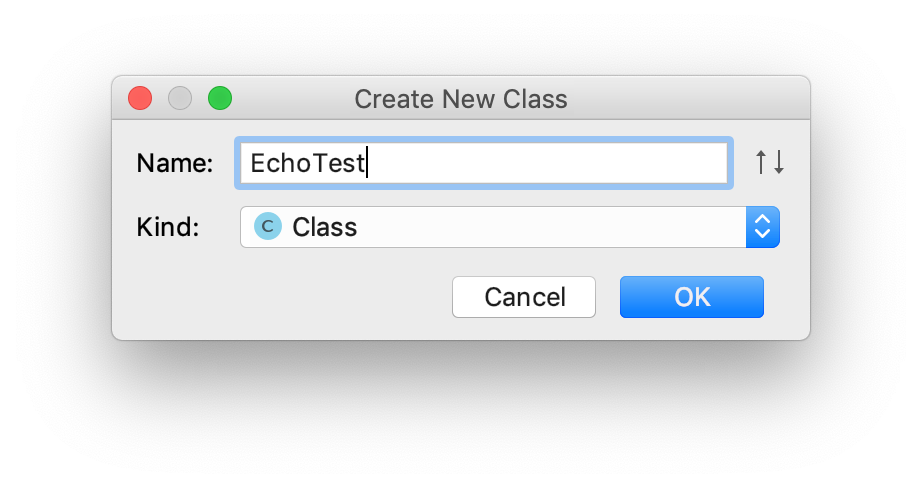 Create New Class
Name: EchoTest
Kind: C Class
Cancel OK